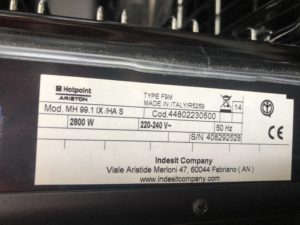 Hotpoint
ARISTON
TYPE F9M
MADE IN ITALY/R5259
14
Mod. MH 99.1 IX /HA S
Cod.44802230500
2800 W
220-240 V~
50 Hz
S/N 408292528
CE
Indesit Company
Viale Aristide Merloni 47, 60044 Fabriano ( AN )
www.indesitcompany.com